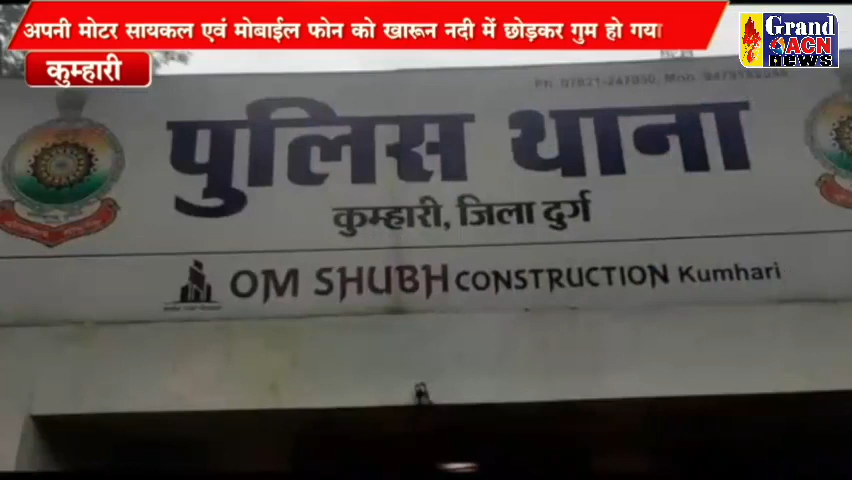 अपनी मोटर सायकल एवं मोबाईल फोन को खारून नदी में छोड़कर गुम हो गया
Grand
ACN
news
कुम्हारी
पुलिस थाना
कुम्हारी, जिला दुर्ग
OM SHUBH CONSTRUCTION Kumhari